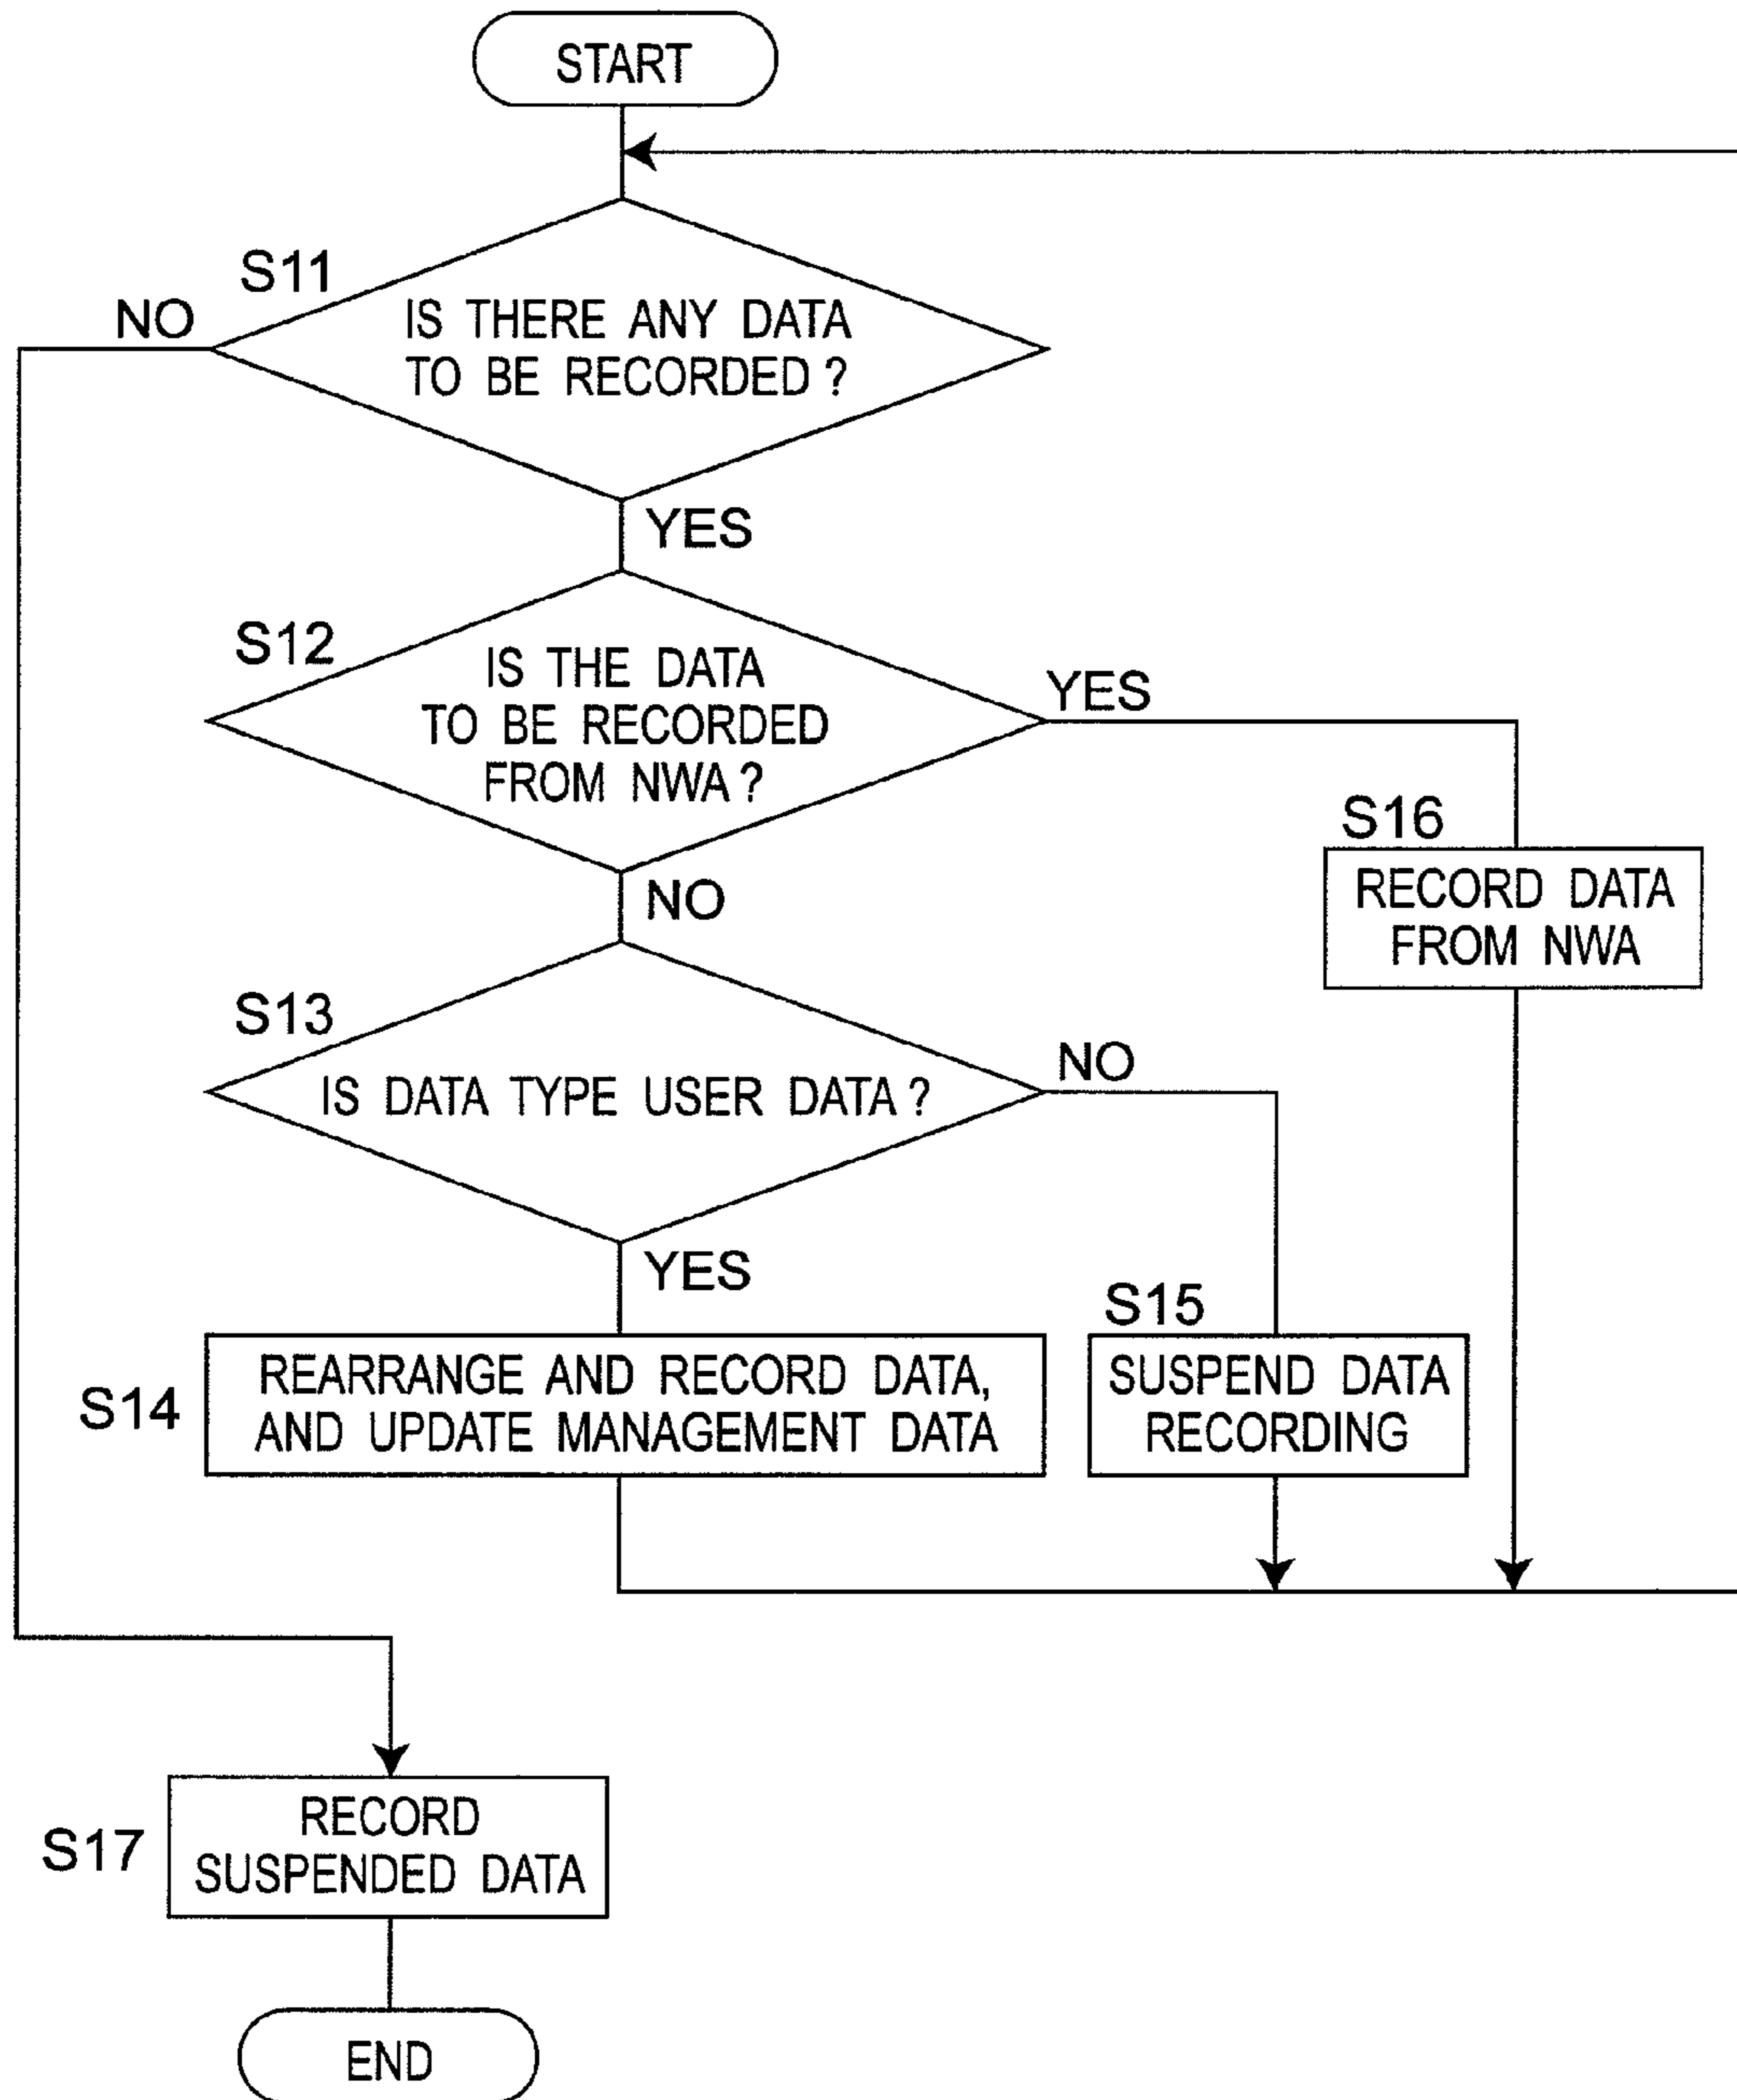 START
S11
NO
IS THERE ANY DATA
TO BE RECORDED ?
YES
S12
IS THE DATA
TO BE RECORDED
FROM NWA ?
YES
S16
RECORD DATA
FROM NWA
NO
S13
IS DATA TYPE USER DATA ?
NO
YES
S15
SUSPEND DATA
RECORDING
S14
REARRANGE AND RECORD DATA,
AND UPDATE MANAGEMENT DATA
S17
RECORD
SUSPENDED DATA
END